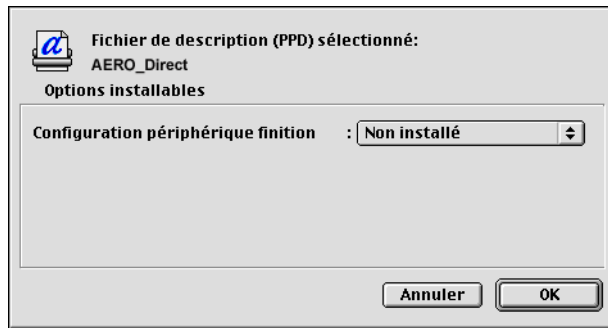 Fichier de description (PPD) sélectionné:
AERO_Direct
Options installables
Configuration périphérique finition : Non installé
Annuler OK